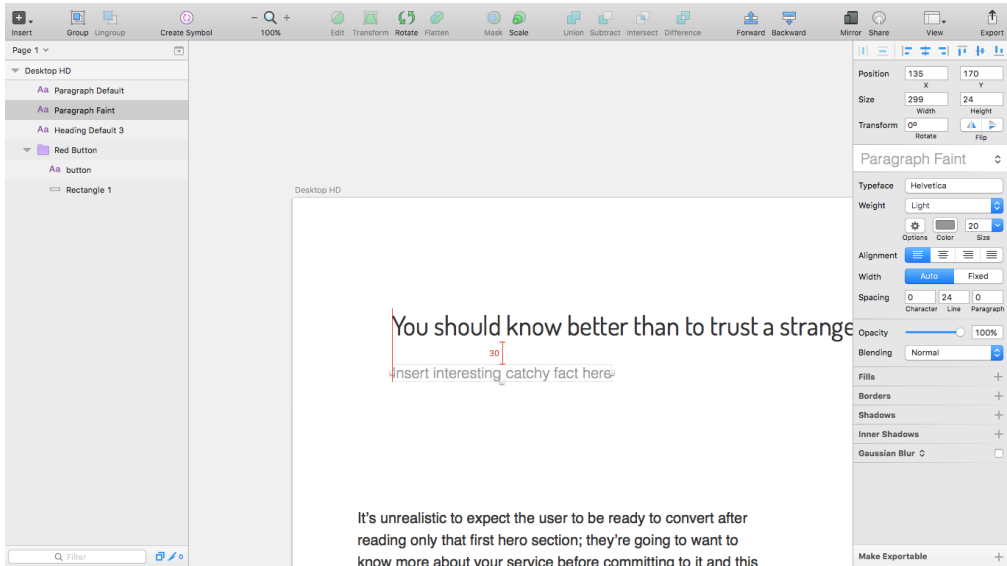 Insert
Group
Ungroup
Create Symbol
− +
100%
Edit
Transform
Rotate
Flatten
Mask
Scale
Union
Subtract
Intersect
Difference
Forward
Backward
Mirror
Share
View
Export
Page 1
Desktop HD
Aa Paragraph Default
Aa Paragraph Faint
Aa Heading Default 3
Red Button
Aa button
Rectangle 1
Filter
0
Desktop HD
You should know better than to trust a strange
30
Insert interesting catchy fact here
It's unrealistic to expect the user to be ready to convert after
reading only that first hero section; they're going to want to
know more about your service before committing to it and this
Position 135 170
X Y
Size 299 24
Width Height
Transform 0º
Rotate Flip
Paragraph Faint
Typeface Helvetica
Weight Light
20
Options Color Size
Alignment
Width Auto Fixed
Spacing 0 24 0
Character Line Paragraph
Opacity 100%
Blending Normal
Fills +
Borders +
Shadows +
Inner Shadows +
Gaussian Blur
Make Exportable +